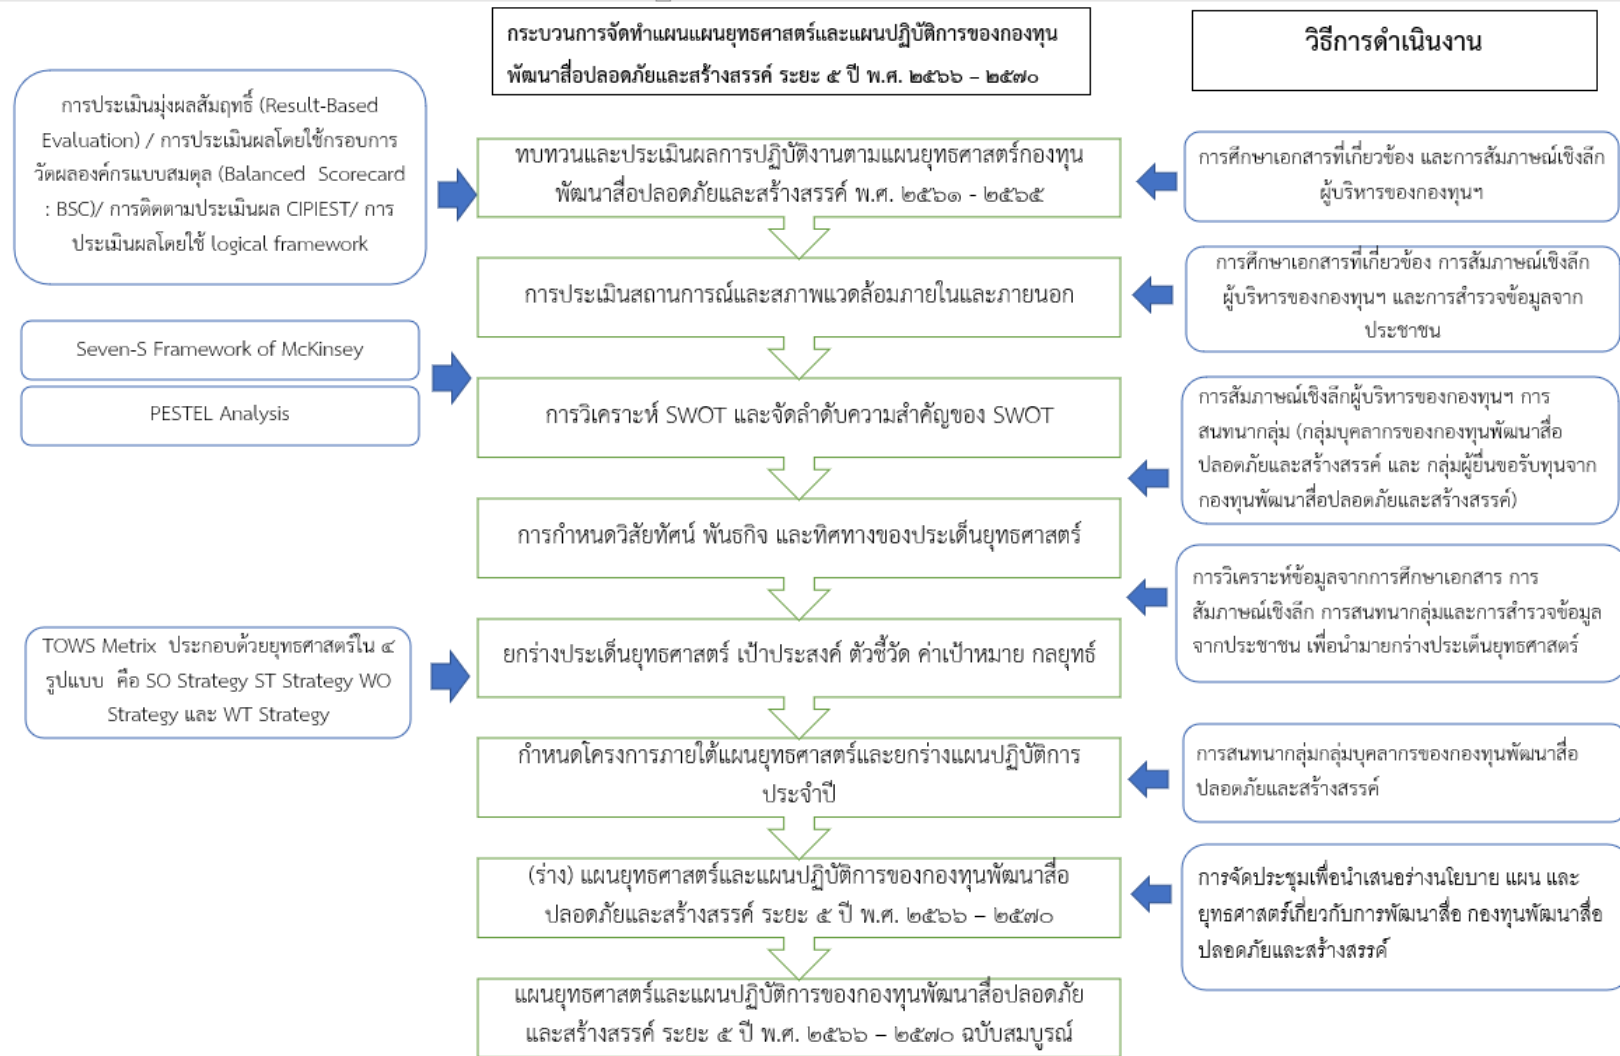 กระบวนการจัดทำแผนแผนยุทธศาสตร์และแผนปฏิบัติการของกองทุน
พัฒนาสื่อปลอดภัยและสร้างสรรค์ ระยะ ๕ ปี พ.ศ. ๒๕๖๖ – ๒๕๗๐
วิธีการดำเนินงาน
การประเมินมุ่งผลสัมฤทธิ์ (Result-Based
Evaluation) / การประเมินผลโดยใช้กรอบการ
วัดผลองค์กรแบบสมดุล (Balanced Scorecard
: BSC)/ การติดตามประเมินผล CIPIEST/ การ
ประเมินผลโดยใช้ logical framework
ทบทวนและประเมินผลการปฏิบัติงานตามแผนยุทธศาสตร์กองทุน
พัฒนาสื่อปลอดภัยและสร้างสรรค์ พ.ศ. ๒๕๖๑ - ๒๕๖๕
การศึกษาเอกสารที่เกี่ยวข้อง และการสัมภาษณ์เชิงลึก
ผู้บริหารของกองทุนฯ
การประเมินสถานการณ์และสภาพแวดล้อมภายในและภายนอก
การศึกษาเอกสารที่เกี่ยวข้อง การสัมภาษณ์เชิงลึก
ผู้บริหารของกองทุนฯ และการสำรวจข้อมูลจาก
ประชาชน
Seven-S Framework of McKinsey
PESTEL Analysis
การวิเคราะห์ SWOT และจัดลำดับความสำคัญของ SWOT
การสัมภาษณ์เชิงลึกผู้บริหารของกองทุนฯ การ
สนทนากลุ่ม (กลุ่มบุคลากรของกองทุนพัฒนาสื่อ
ปลอดภัยและสร้างสรรค์ และ กลุ่มผู้ยื่นขอรับทุนจาก
กองทุนพัฒนาสื่อปลอดภัยและสร้างสรรค์)
การกำหนดวิสัยทัศน์ พันธกิจ และทิศทางของประเด็นยุทธศาสตร์
การวิเคราะห์ข้อมูลจากการศึกษาเอกสาร การ
สัมภาษณ์เชิงลึก การสนทนากลุ่มและการสำรวจข้อมูล
จากประชาชน เพื่อนำมายกร่างประเด็นยุทธศาสตร์
TOWS Metrix ประกอบด้วยยุทธศาสตร์ใน ๔
รูปแบบ คือ SO Strategy ST Strategy WO
Strategy และ WT Strategy
ยกร่างประเด็นยุทธศาสตร์ เป้าประสงค์ ตัวชี้วัด ค่าเป้าหมาย กลยุทธ์
กำหนดโครงการภายใต้แผนยุทธศาสตร์และยกร่างแผนปฏิบัติการ
ประจำปี
การสนทนากลุ่มกลุ่มบุคลากรของกองทุนพัฒนาสื่อ
ปลอดภัยและสร้างสรรค์
(ร่าง) แผนยุทธศาสตร์และแผนปฏิบัติการของกองทุนพัฒนาสื่อ
ปลอดภัยและสร้างสรรค์ ระยะ ๕ ปี พ.ศ. ๒๕๖๖ – ๒๕๗๐
การจัดประชุมเพื่อนำเสนอร่างนโยบาย แผน และ
ยุทธศาสตร์เกี่ยวกับการพัฒนาสื่อ กองทุนพัฒนาสื่อ
ปลอดภัยและสร้างสรรค์
แผนยุทธศาสตร์และแผนปฏิบัติการของกองทุนพัฒนาสื่อปลอดภัย
และสร้างสรรค์ ระยะ ๕ ปี พ.ศ. ๒๕๖๖ – ๒๕๗๐ ฉบับสมบูรณ์